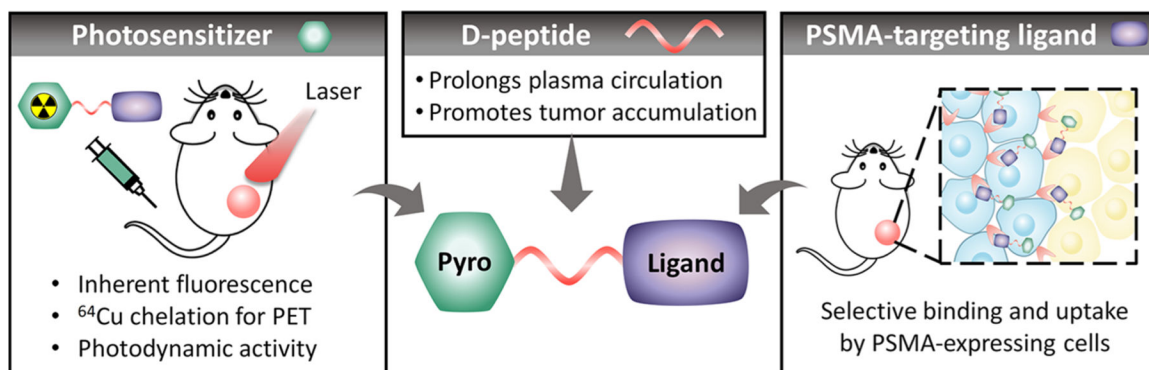 Photosensitizer
Laser
• Inherent fluorescence
• ⁶⁴Cu chelation for PET
• Photodynamic activity
D-peptide
• Prolongs plasma circulation
• Promotes tumor accumulation
Pyro
Ligand
PSMA-targeting ligand
Selective binding and uptake
by PSMA-expressing cells